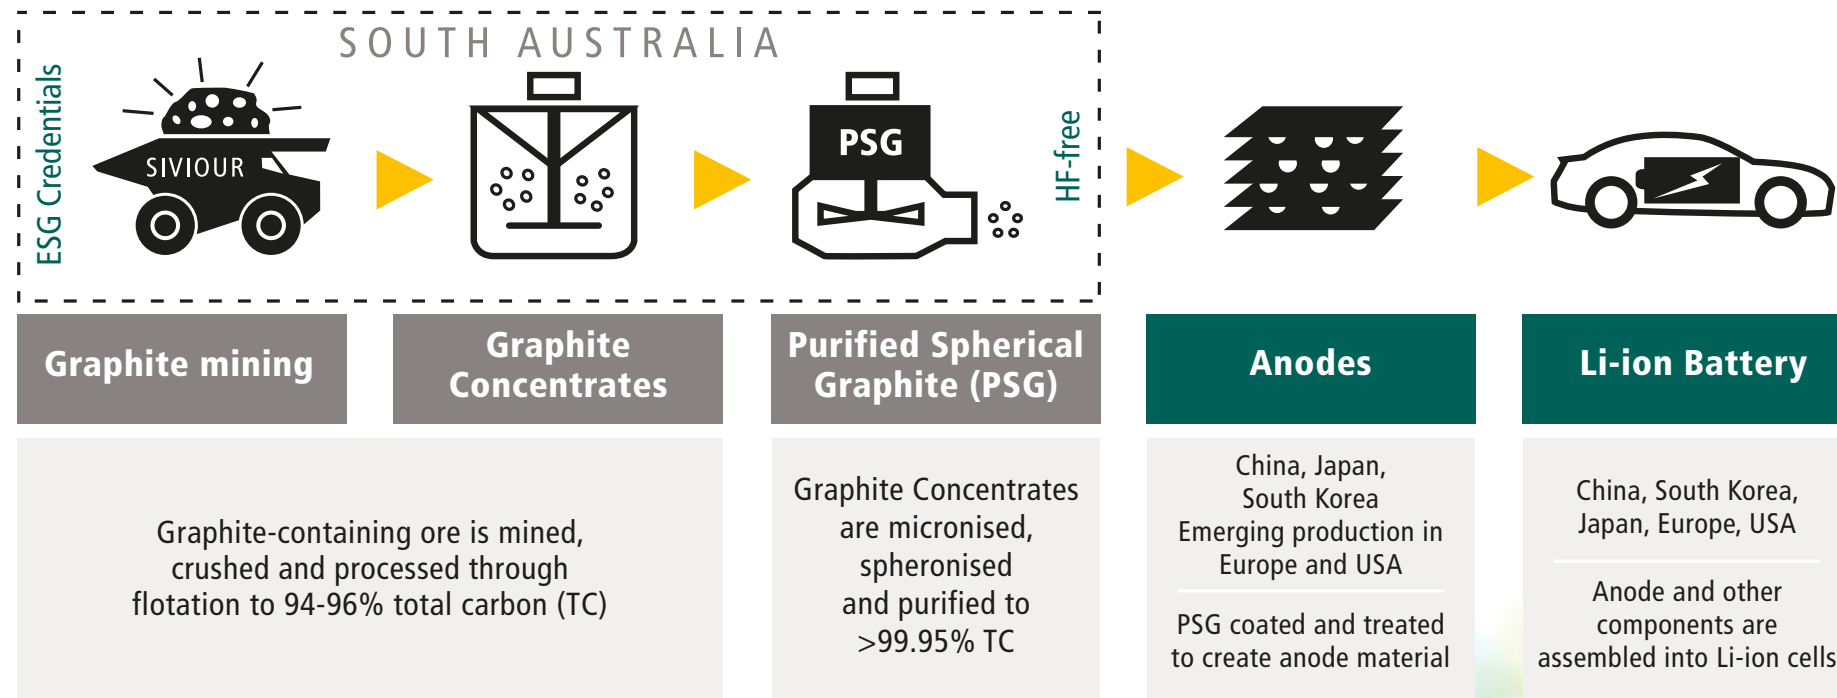 SOUTH AUSTRALIA
ESG Credentials
SIVIOUR
PSG
HF-free
Graphite mining
Graphite
Concentrates
Purified Spherical
Graphite (PSG)
Anodes
Li-ion Battery
Graphite-containing ore is mined,
crushed and processed through
flotation to 94-96% total carbon (TC)
Graphite Concentrates
are micronised,
spheronised
and purified to
>99.95% TC
China, Japan,
South Korea
Emerging production in
Europe and USA
PSG coated and treated
to create anode material
China, South Korea,
Japan, Europe, USA
Anode and other
components are
assembled into Li-ion cells